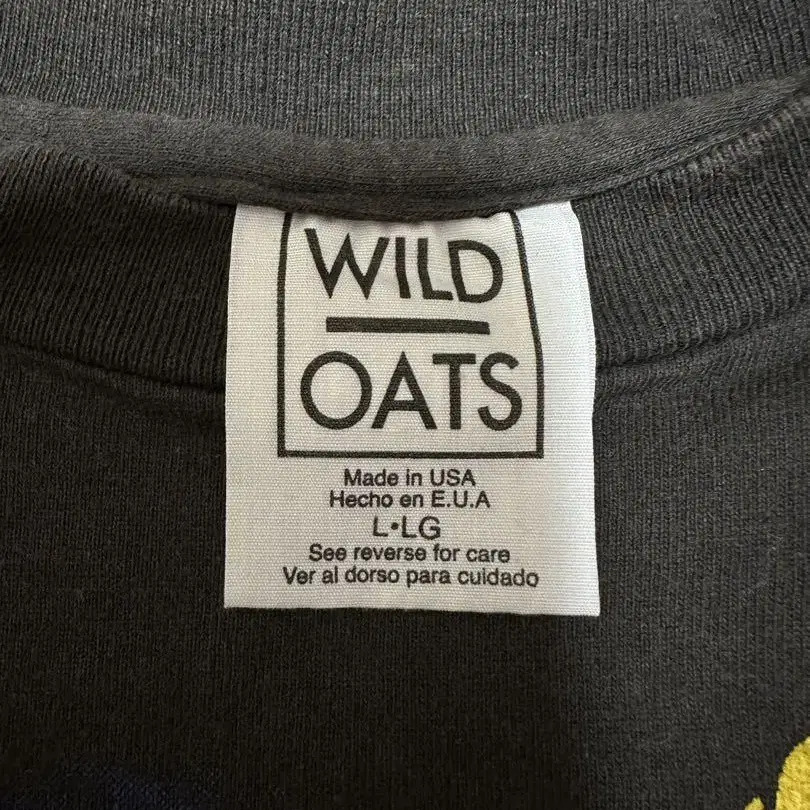 WILD
OATS
Made in USA
Hecho en E.U.A
L•LG
See reverse for care
Ver al dorso para cuidado